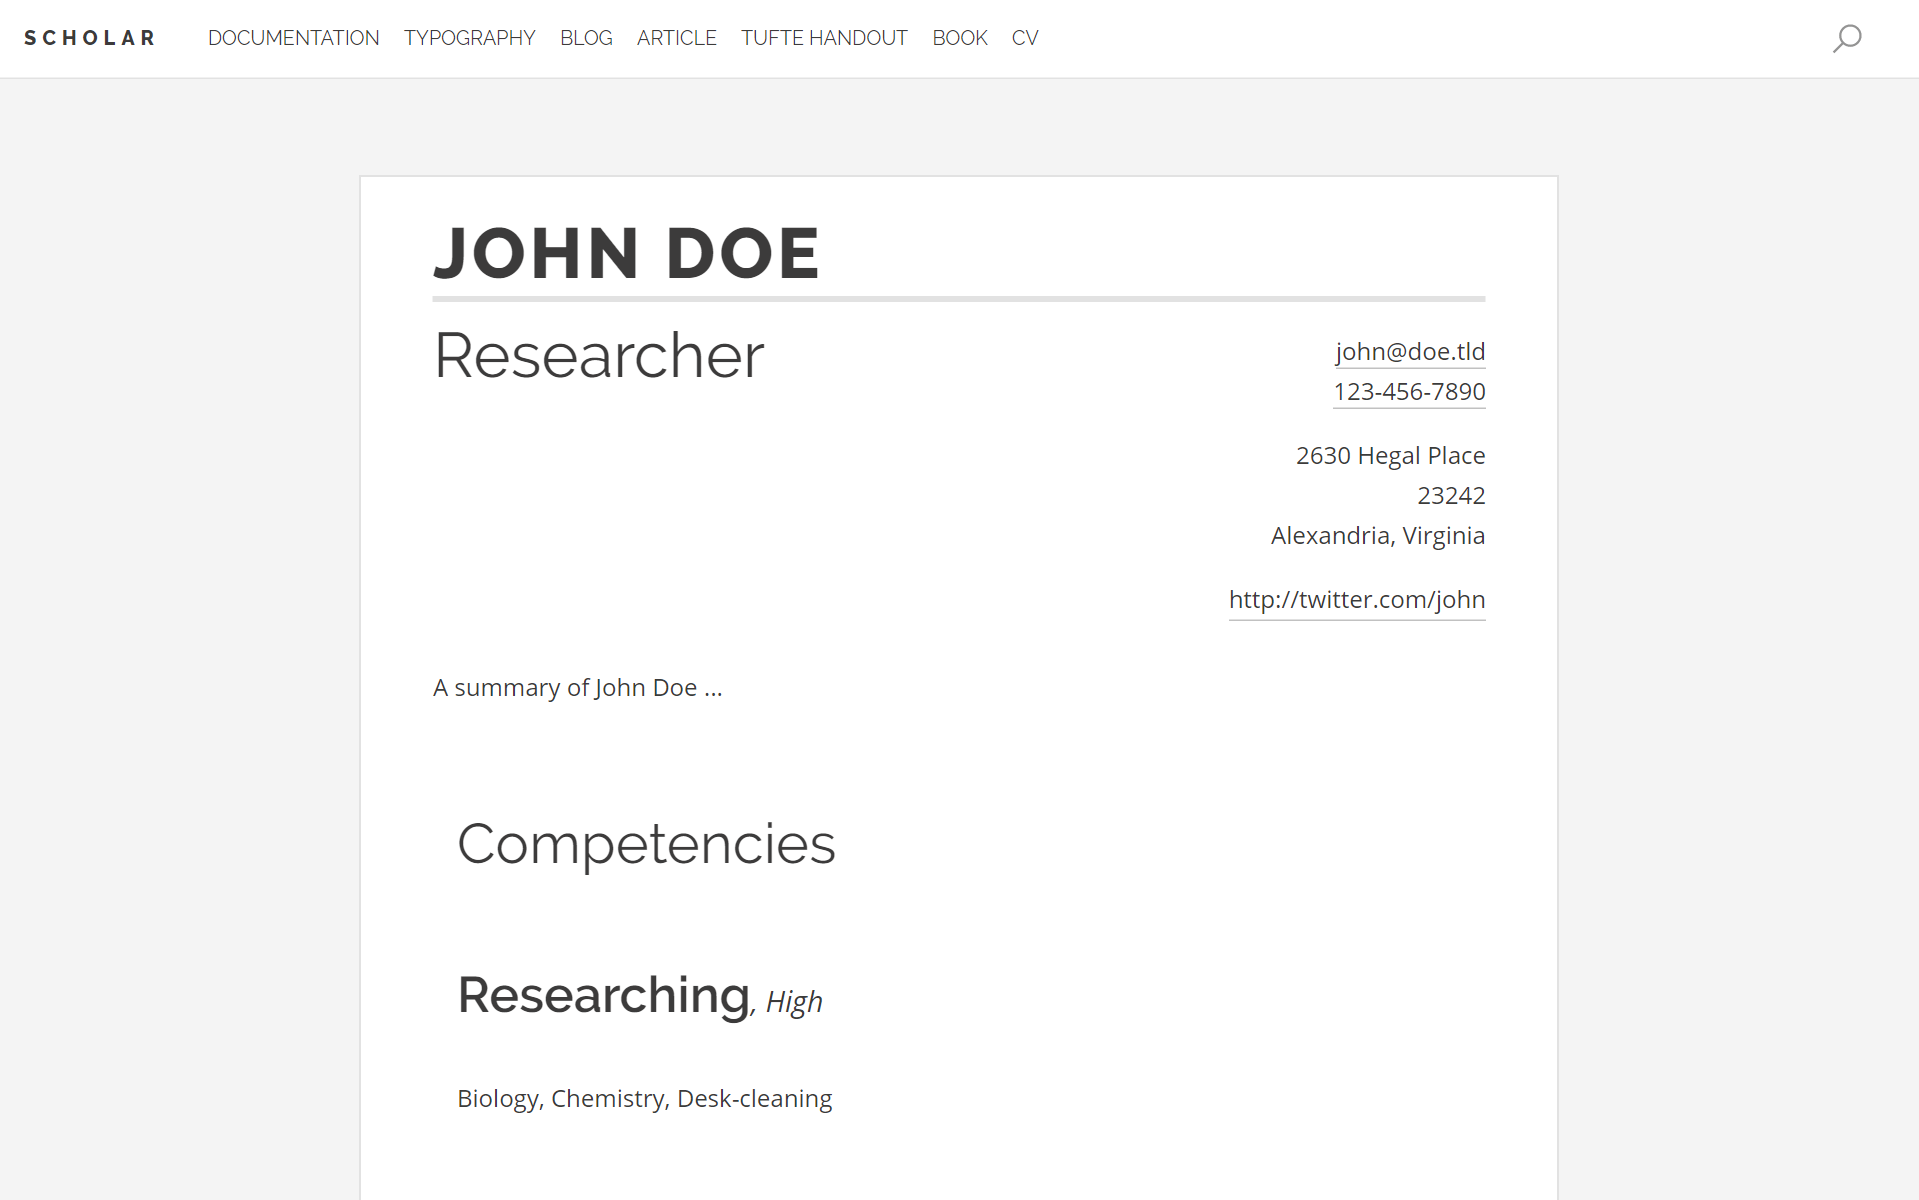 SCHOLAR DOCUMENTATION TYPOGRAPHY BLOG ARTICLE TUFTE HANDOUT BOOK CV
JOHN DOE
Researcher
john@doe.tld
123-456-7890
2630 Hegal Place
23242
Alexandria, Virginia
http://twitter.com/john
A summary of John Doe ...
Competencies
Researching, High
Biology, Chemistry, Desk-cleaning